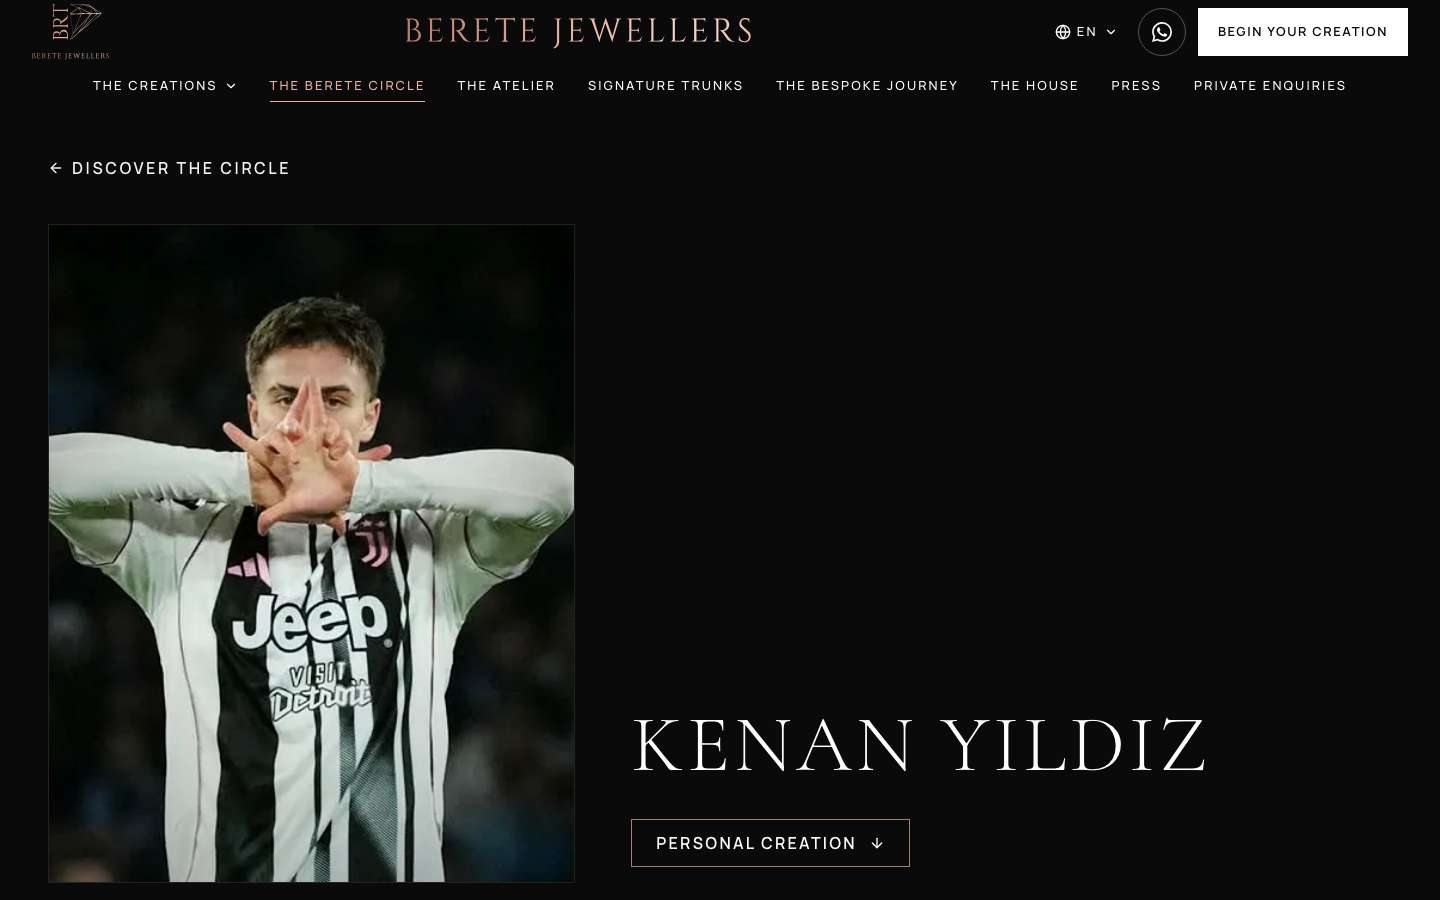 BRT
BERETE JEWELLERS
BERETE JEWELLERS
EN
BEGIN YOUR CREATION
THE CREATIONS
THE BERETE CIRCLE
THE ATELIER
SIGNATURE TRUNKS
THE BESPOKE JOURNEY
THE HOUSE
PRESS
PRIVATE ENQUIRIES
DISCOVER THE CIRCLE
Jeep
VISIT
Detroit
KENAN YILDIZ
PERSONAL CREATION